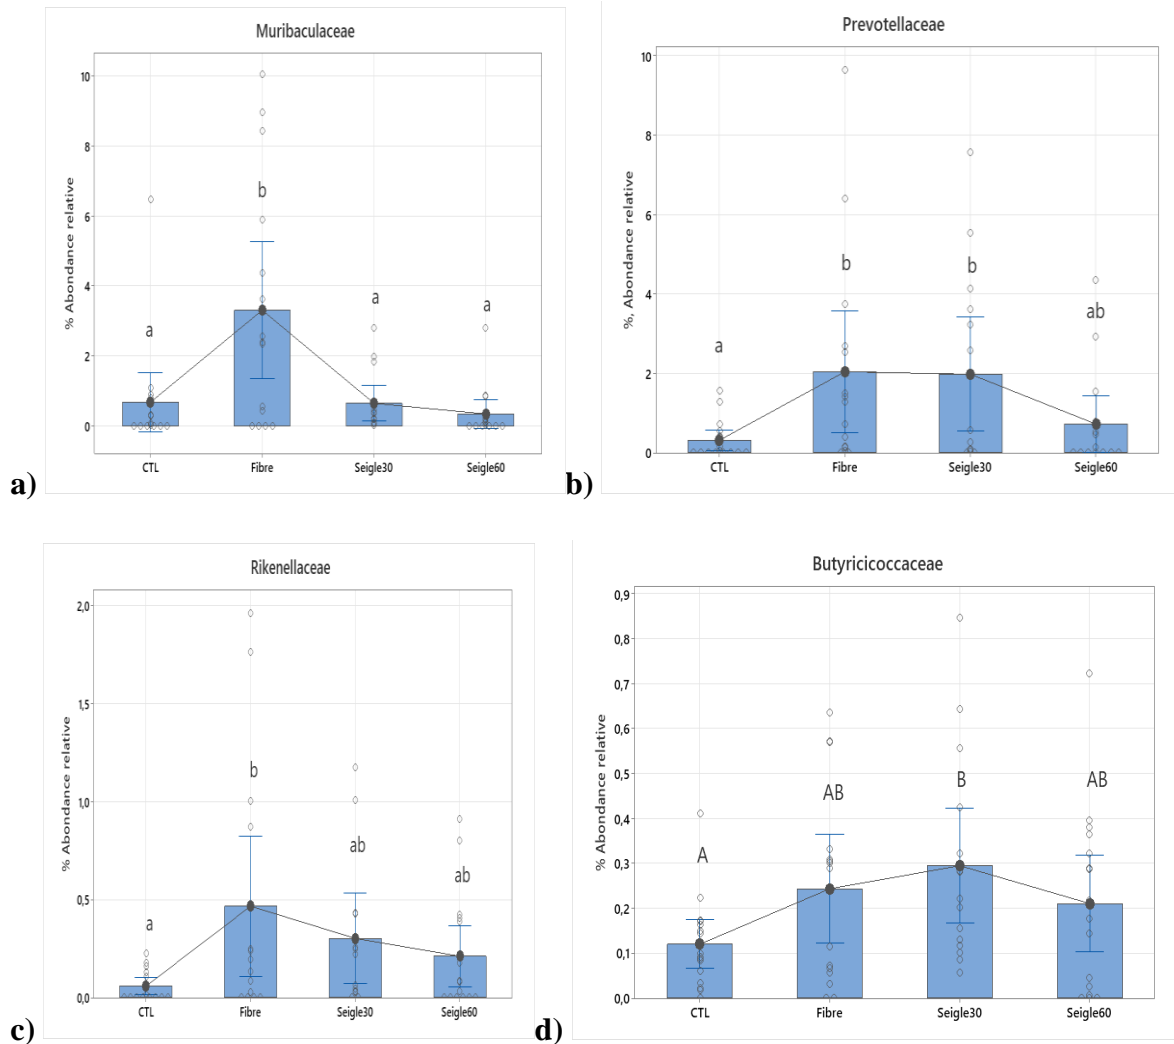 Muribaculaceae
% Abondance relative
10
8
6
4
2
0
a
b
a
a
CTL Fibre Seigle30 Seigle60
a)
Prevotellaceae
%, Abondance relative
10
8
6
4
2
0
a
b
b
ab
CTL Fibre Seigle30 Seigle60
b)
Rikenellaceae
% Abondance relative
2,0
1,5
1,0
0,5
0,0
a
b
ab
ab
CTL Fibre Seigle30 Seigle60
c)
Butyricicoccaceae
% Abondance relative
0,9
0,8
0,7
0,6
0,5
0,4
0,3
0,2
0,1
0,0
A
AB
B
AB
CTL Fibre Seigle30 Seigle60
d)